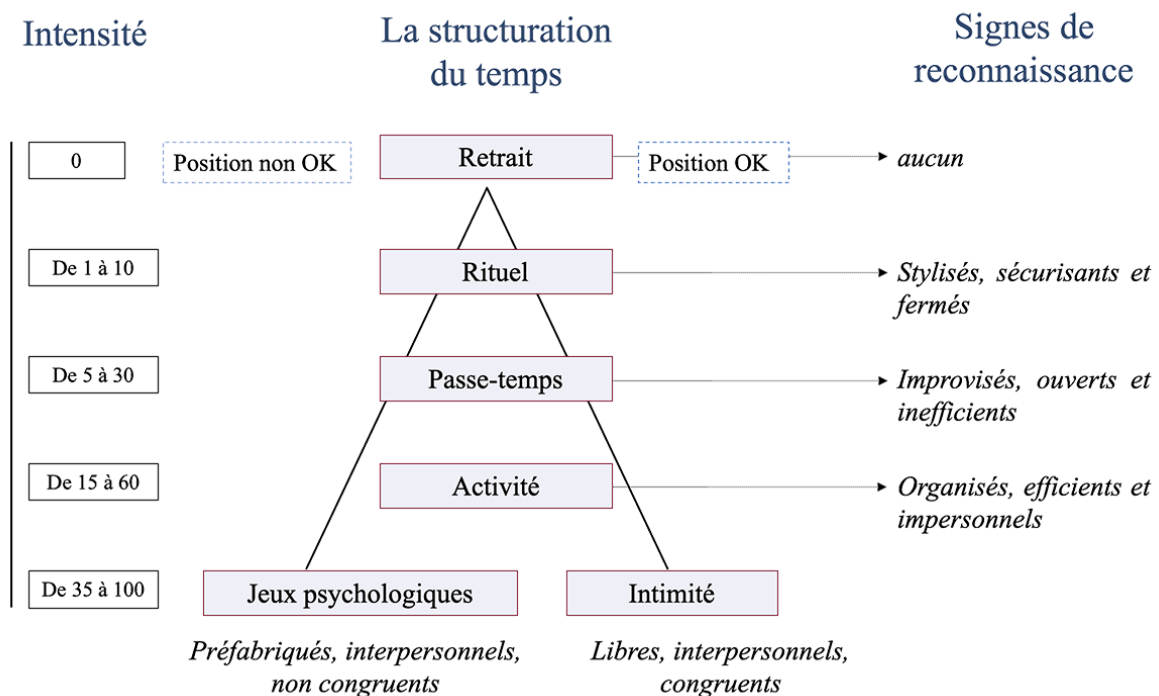 Intensité
La structuration
du temps
Signes de
reconnaissance
0
Position non OK
Retrait
Position OK
aucun
De 1 à 10
Rituel
Stylisés, sécurisants et
fermés
De 5 à 30
Passe-temps
Improvisés, ouverts et
inefficients
De 15 à 60
Activité
Organisés, efficients et
impersonnels
De 35 à 100
Jeux psychologiques
Intimité
Préfabriqués, interpersonnels,
non congruents
Libres, interpersonnels,
congruents